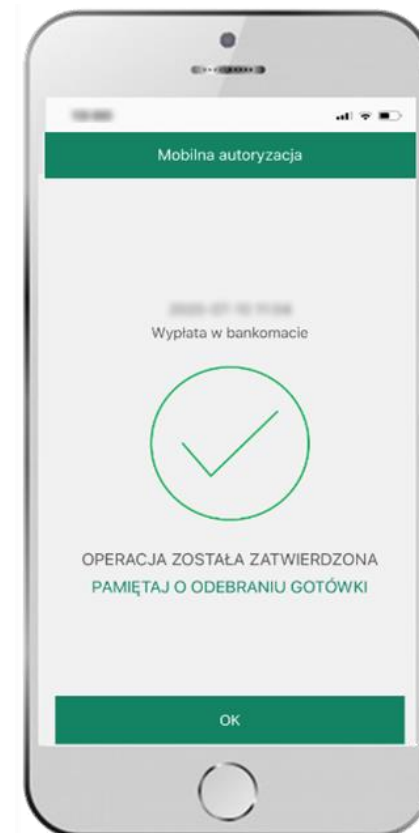 Mobilna autoryzacja
Wypłata w bankomacie
OPERACJA ZOSTAŁA ZATWIERDZONA
PAMIĘTAJ O ODEBRANIU GOTÓWKI
OK